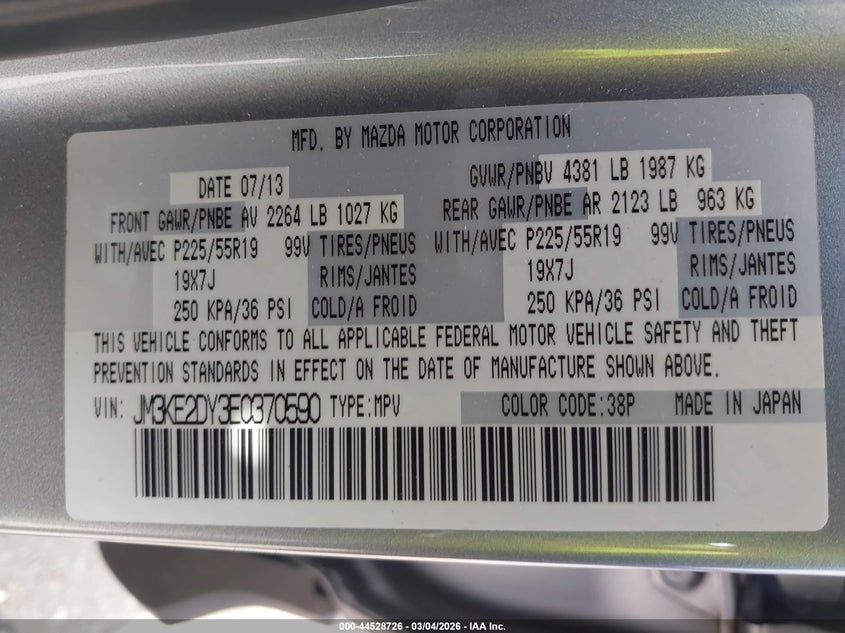 MFD. BY MAZDA MOTOR CORPORATION
DATE 07/13 GVWR/PNBV 4381 LB 1987 KG
FRONT GAWR/PNBE AV 2264 LB 1027 KG REAR GAWR/PNBE AR 2123 LB 963 KG
WITH/AVEC P225/55R19 99V TIRES/PNEUS WITH/AVEC P225/55R19 99V TIRES/PNEUS
19X7J RIMS/JANTES 19X7J RIMS/JANTES
250 KPA/36 PSI COLD/A FROID 250 KPA/36 PSI COLD/A FROID
THIS VEHICLE CONFORMS TO ALL APPLICABLE FEDERAL MOTOR VEHICLE SAFETY AND THEFT
PREVENTION STANDARDS IN EFFECT ON THE DATE OF MANUFACTURE SHOWN ABOVE.
VIN: JM3KE2DY3E0370590 TYPE:MPV COLOR CODE:38P MADE IN JAPAN
000-44528726 - 03/04/2026 - IAA Inc.